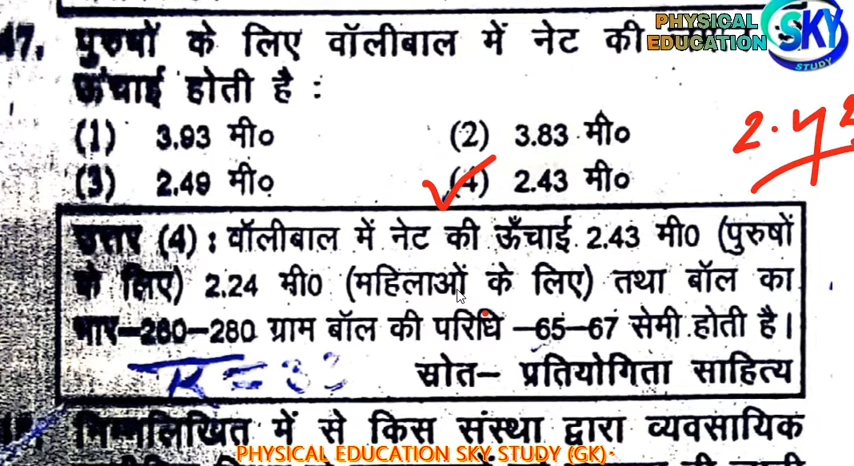 PHYSICAL
EDUCATION
SKY
STUDY
47. पुरुषों के लिए वॉलीबाल में नेट की
ऊँचाई होती है :
(1) 3.93 मी० (2) 3.83 मी०
(3) 2.49 मी० (4) 2.43 मी०
उत्तर (4) : वॉलीबाल में नेट की ऊँचाई 2.43 मी0 (पुरुषों
के लिए) 2.24 मी0 (महिलाओं के लिए) तथा बॉल का
भार–260–280 ग्राम बॉल की परिधि –65–67 सेमी होती है।
स्रोत– प्रतियोगिता साहित्य
निम्नलिखित में से किस संस्था द्वारा व्यवसायिक
PHYSICAL EDUCATION SKY STUDY (GK)